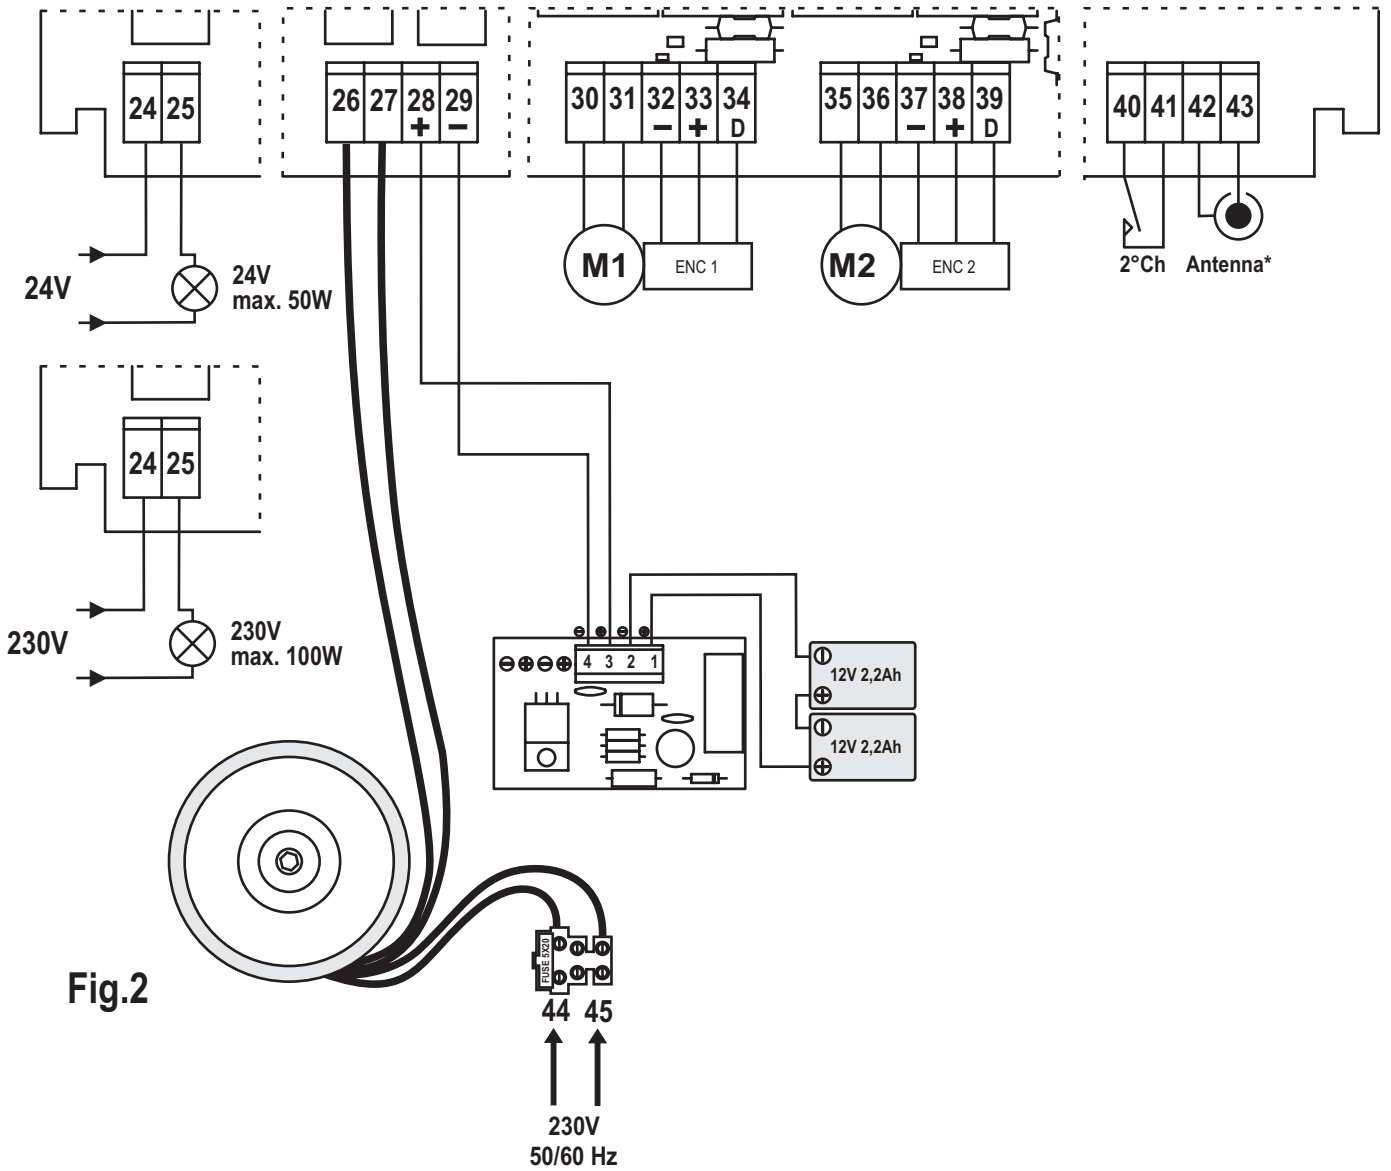 24 25
26 27 28 29
+ −
30 31 32 33 34
− + D
35 36 37 38 39
− + D
40 41 42 43
24V
24V
max. 50W
M1
ENC 1
M2
ENC 2
2°Ch
Antenna*
24 25
230V
230V
max. 100W
4 3 2 1
12V 2,2Ah
12V 2,2Ah
FUSE 5X20
44 45
230V
50/60 Hz
Fig.2